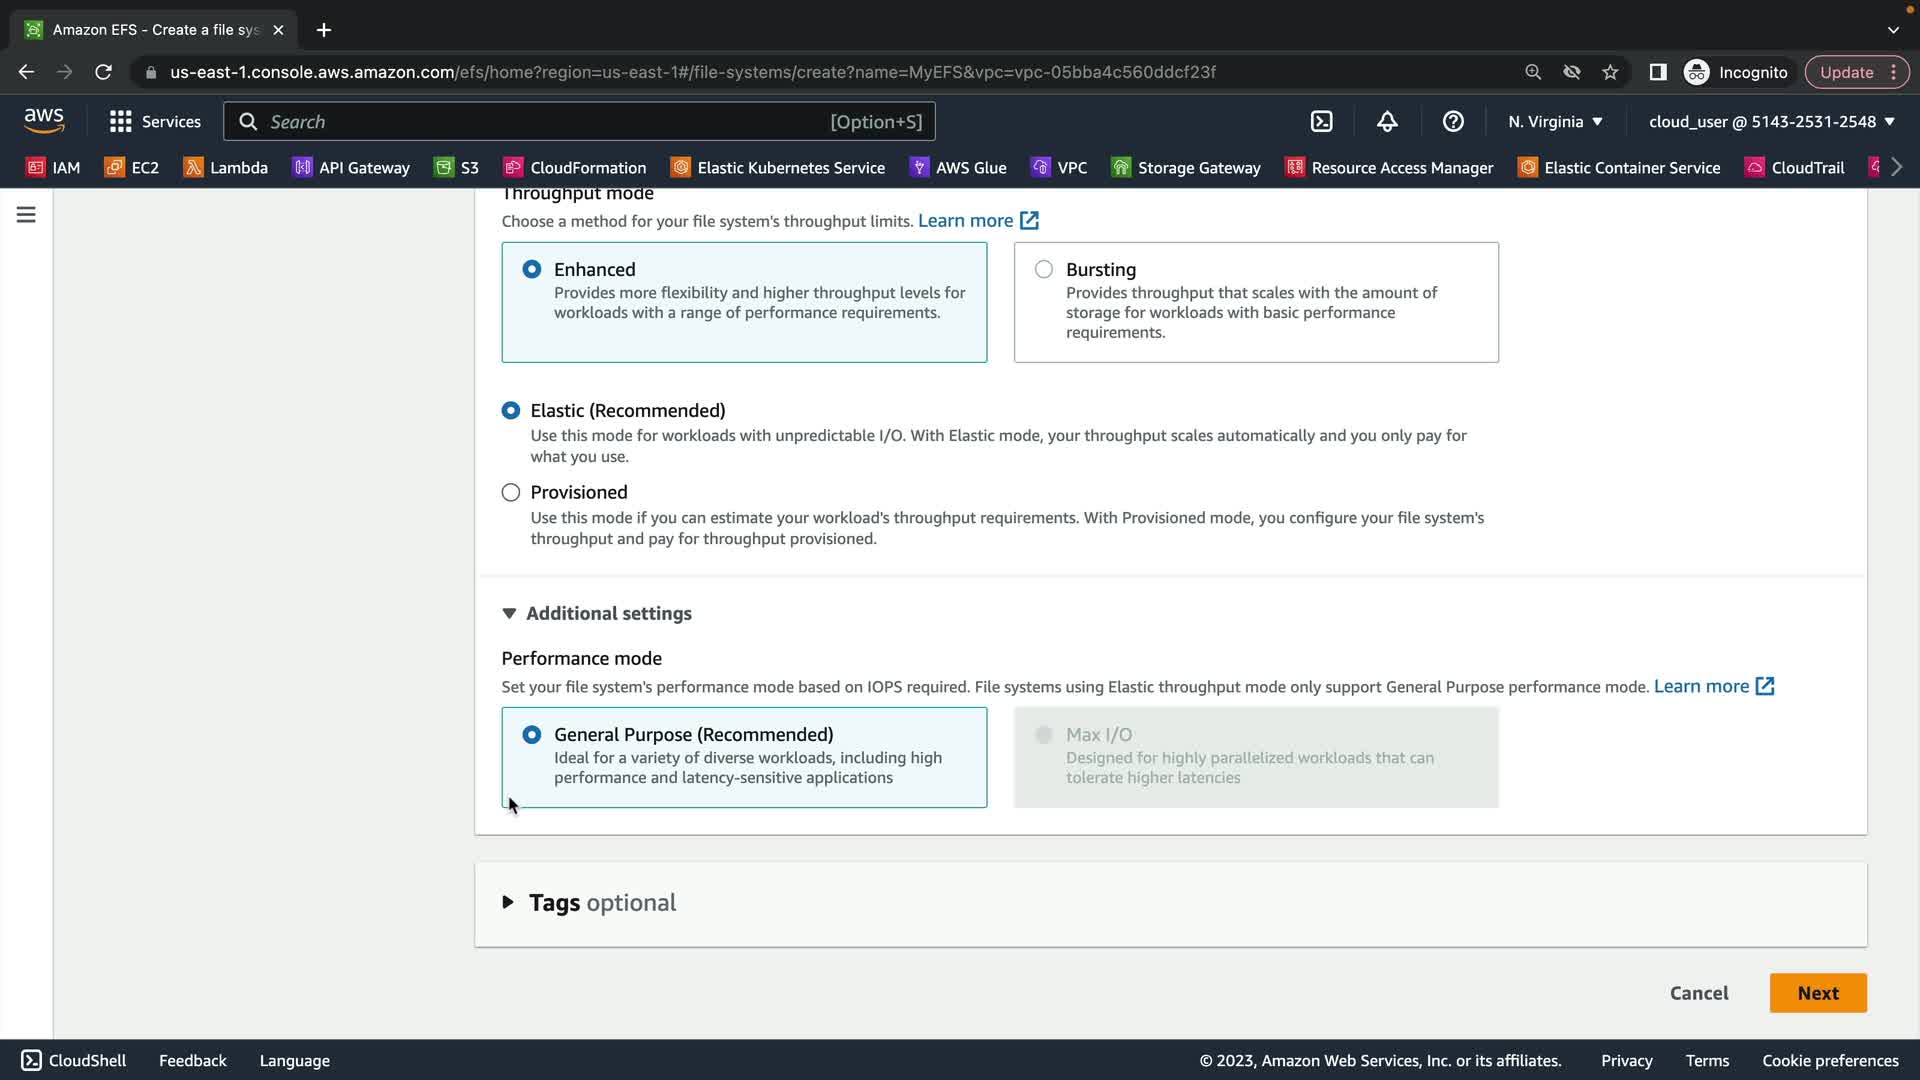 Amazon EFS - Create a file sys
us-east-1.console.aws.amazon.com/efs/home?region=us-east-1#/file-systems/create?name=MyEFS&vpc=vpc-05bba4c560ddcf23f
Incognito
Update
aws
Services
Search
[Option+S]
N. Virginia
cloud_user @ 5143-2531-2548
IAM
EC2
Lambda
API Gateway
S3
CloudFormation
Elastic Kubernetes Service
AWS Glue
VPC
Storage Gateway
Resource Access Manager
Elastic Container Service
CloudTrail
Throughput mode
Choose a method for your file system's throughput limits. Learn more
Enhanced
Provides more flexibility and higher throughput levels for
workloads with a range of performance requirements.
Bursting
Provides throughput that scales with the amount of
storage for workloads with basic performance
requirements.
Elastic (Recommended)
Use this mode for workloads with unpredictable I/O. With Elastic mode, your throughput scales automatically and you only pay for
what you use.
Provisioned
Use this mode if you can estimate your workload's throughput requirements. With Provisioned mode, you configure your file system's
throughput and pay for throughput provisioned.
Additional settings
Performance mode
Set your file system's performance mode based on IOPS required. File systems using Elastic throughput mode only support General Purpose performance mode. Learn more
General Purpose (Recommended)
Ideal for a variety of diverse workloads, including high
performance and latency-sensitive applications
Max I/O
Designed for highly parallelized workloads that can
tolerate higher latencies
Tags optional
Cancel
Next
CloudShell
Feedback
Language
© 2023, Amazon Web Services, Inc. or its affiliates.
Privacy
Terms
Cookie preferences